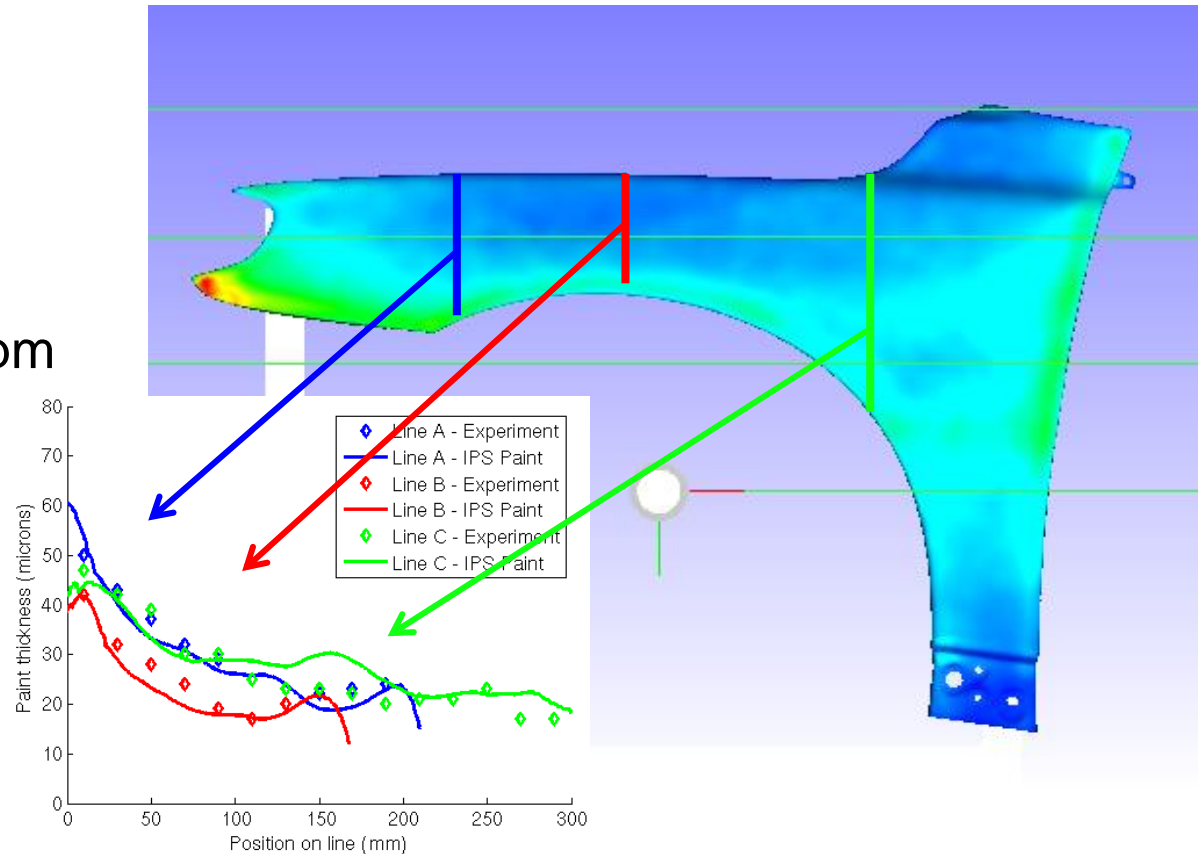 om
80
70
60
50
40
30
20
10
0
Paint thickness (microns)
Line A - Experiment
Line A - IPS Paint
Line B - Experiment
Line B - IPS Paint
Line C - Experiment
Line C - IPS Paint
0 50 100 150 200 250 300
Position on line (mm)